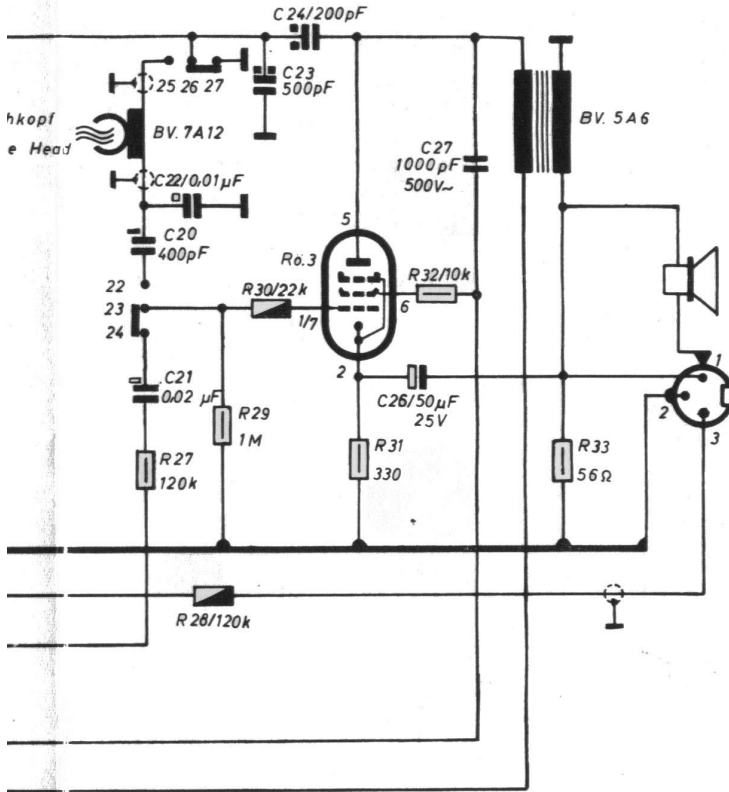 C24/200pF
25 26 27
C23
500pF
hkopf
e Head
BV. 7A12
BV. 5A6
C27
1000pF
500V~
C22/0,01µF
C20
400pF
5
Rö.3
22
R30/22k
R32/10k
23
1/7
6
24
2
1
C21
0,02 µF
C26/50µF
25V
2
3
R29
1M
R27
120k
R31
330
R33
56Ω
R28/120k